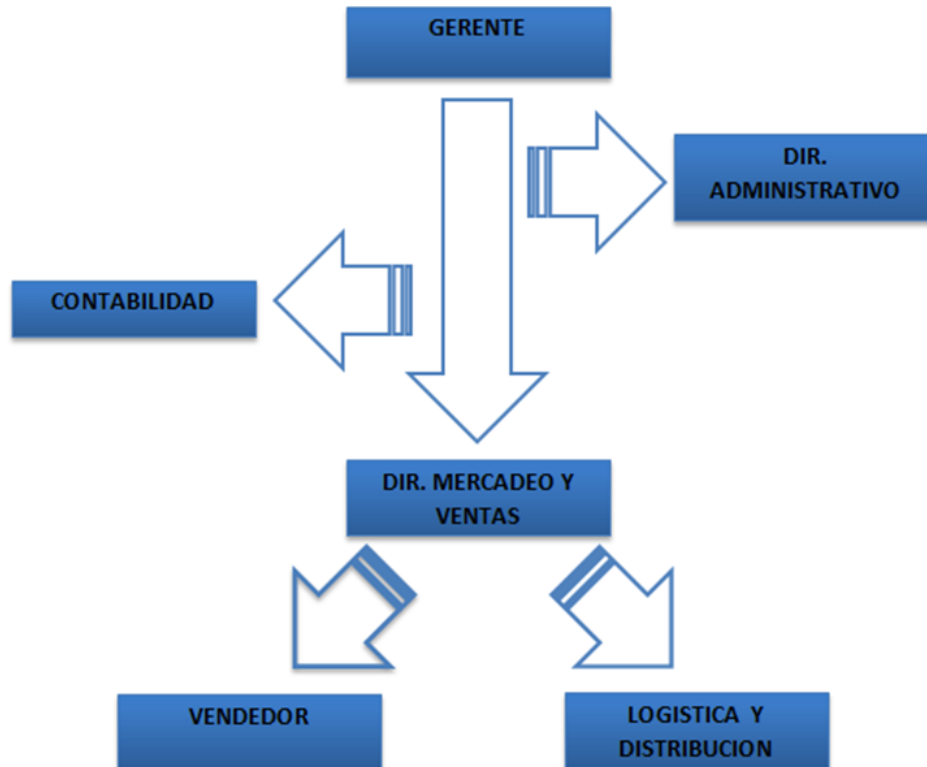 GERENTE
DIR.
ADMINISTRATIVO
CONTABILIDAD
DIR. MERCADEO Y
VENTAS
VENDEDOR
LOGISTICA Y
DISTRIBUCION